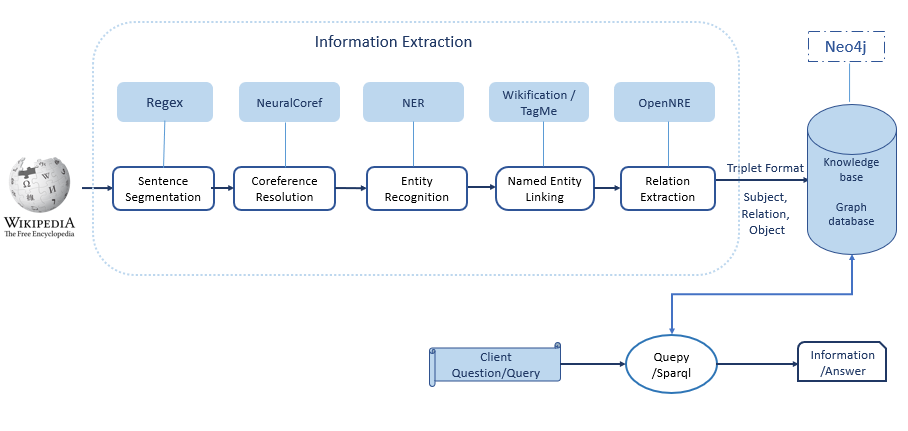 Information Extraction
Neo4j
Regex
NeuralCoref
NER
Wikification /
TagMe
OpenNRE
Sentence
Segmentation
Coreference
Resolution
Entity
Recognition
Named Entity
Linking
Relation
Extraction
Triplet Format
Subject,
Relation,
Object
Knowledge
base
Graph
database
WIKIPEDIA
The Free Encyclopedia
Client
Question/Query
Quepy
/Sparql
Information
/Answer